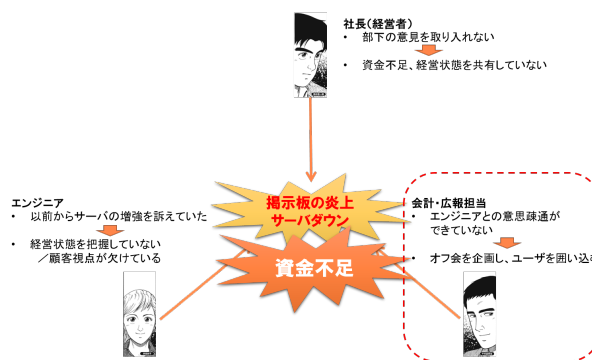 社長(経営者)
• 部下の意見を取り入れない
• 資金不足、経営状態を共有していない
掲示板の炎上
サーバダウン
資金不足
エンジニア
• 以前からサーバの増強を訴えていた
• 経営状態を把握していない
／顧客視点が欠けている
会計・広報担当
• エンジニアとの意思疎通が
できていない
• オフ会を企画し、ユーザを囲い込き